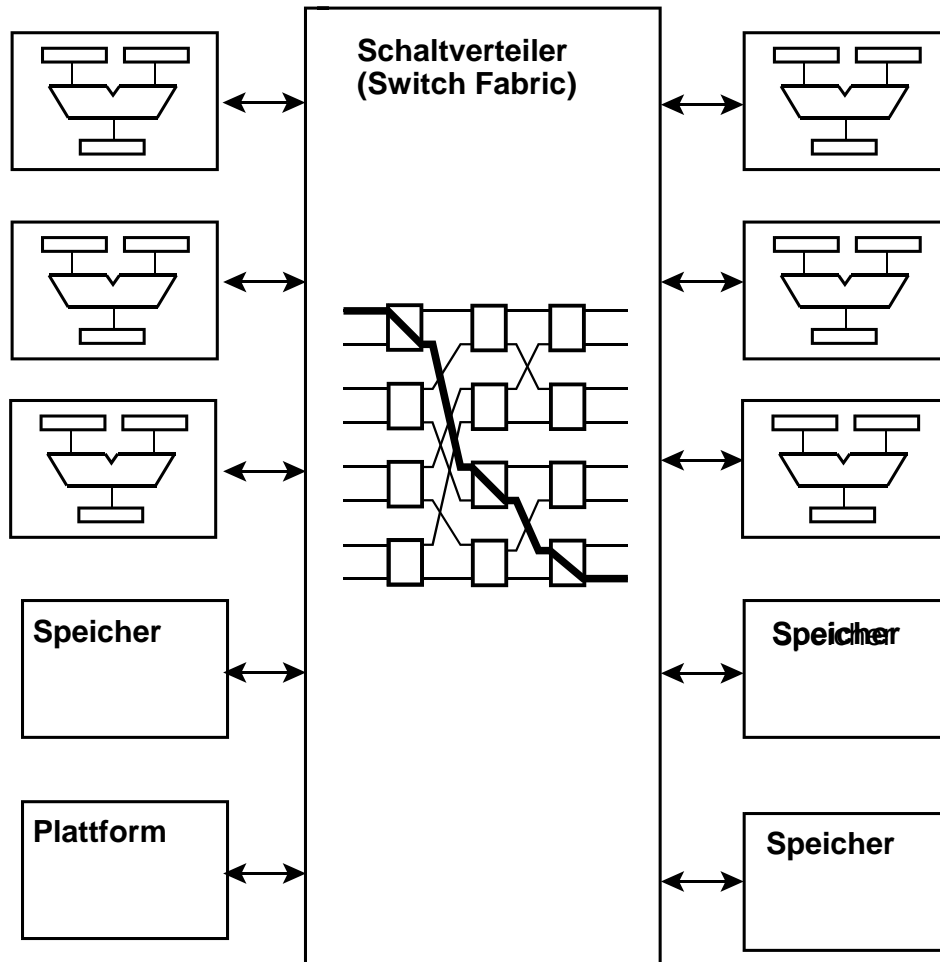 Schaltverteiler
(Switch Fabric)
Speicher
Speicher
Plattform
Speicher